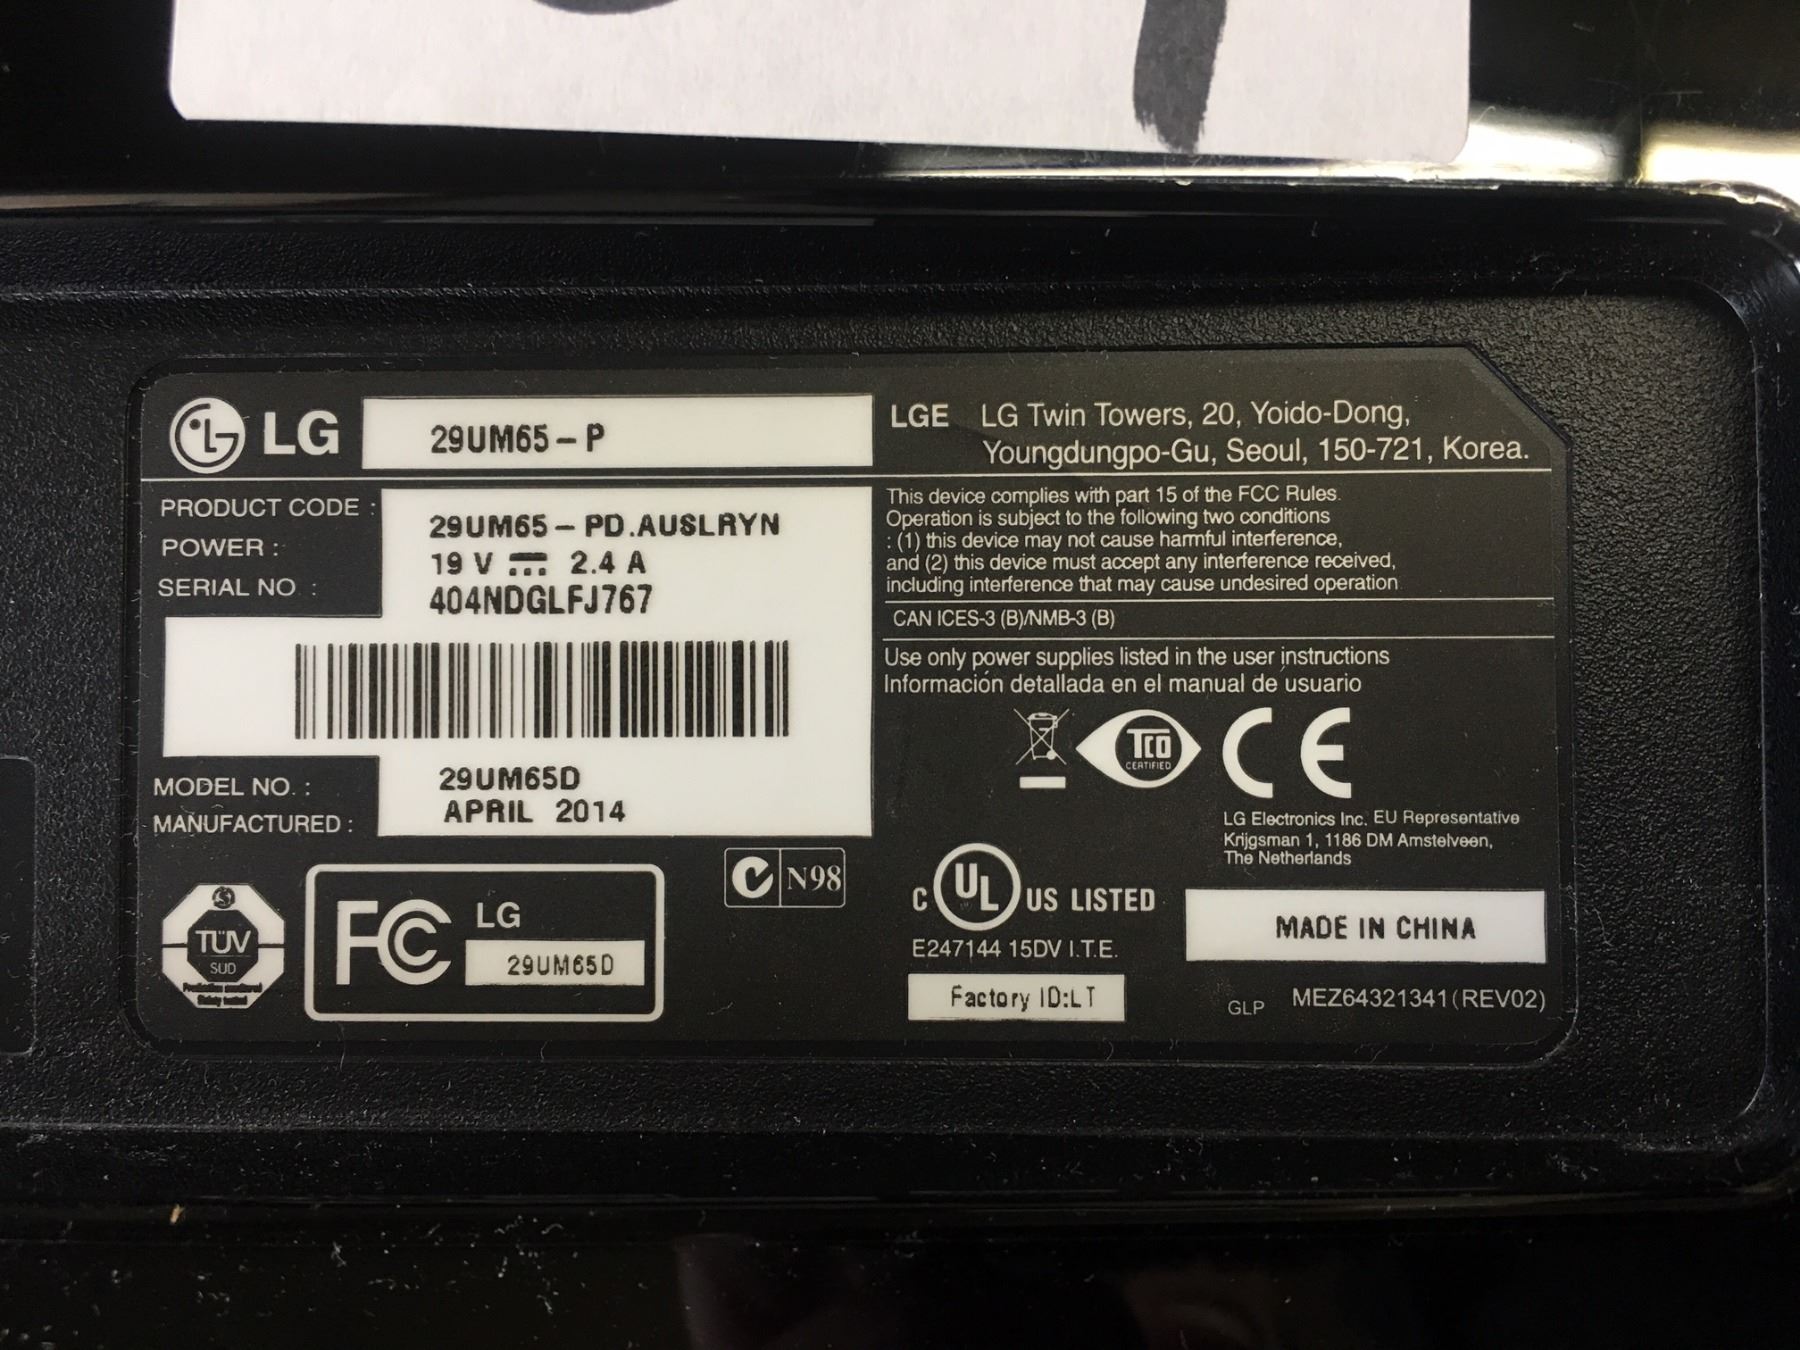 LG 29UM65-P
PRODUCT CODE : 29UM65-PD.AUSLRYN
POWER : 19 V 2.4 A
SERIAL NO : 404NDGLFJ767
MODEL NO. : 29UM65D
MANUFACTURED : APRIL 2014
TÜV
SUD
FC LG
29UM65D
N98
LGE LG Twin Towers, 20, Yoido-Dong,
Youngdungpo-Gu, Seoul, 150-721, Korea.
This device complies with part 15 of the FCC Rules.
Operation is subject to the following two conditions
: (1) this device may not cause harmful interference,
and (2) this device must accept any interference received,
including interference that may cause undesired operation
CAN ICES-3 (B)/NMB-3 (B)
Use only power supplies listed in the user instructions
Información detallada en el manual de usuario
TCO
CERTIFIED
CE
LG Electronics Inc. EU Representative
Krijgsman 1, 1186 DM Amstelveen,
The Netherlands
C UL US LISTED
E247144 15DV I.T.E.
Factory ID:LT
MADE IN CHINA
GLP MEZ64321341(REV02)